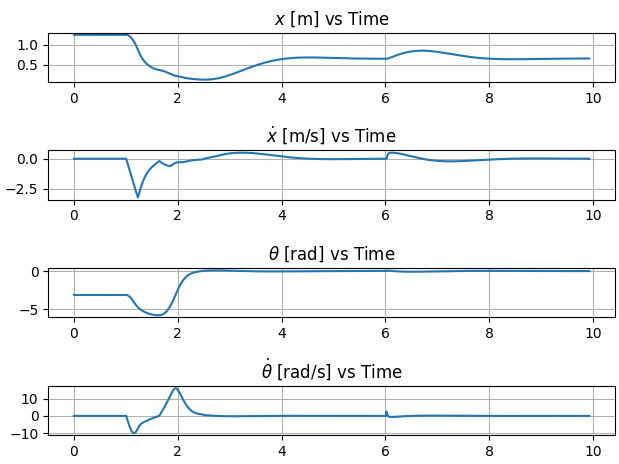 x [m] vs Time
1.0
0.5
0 2 4 6 8 10
ẋ [m/s] vs Time
0.0
−2.5
0 2 4 6 8 10
θ [rad] vs Time
0
−5
0 2 4 6 8 10
θ̇ [rad/s] vs Time
10
0
−10
0 2 4 6 8 10